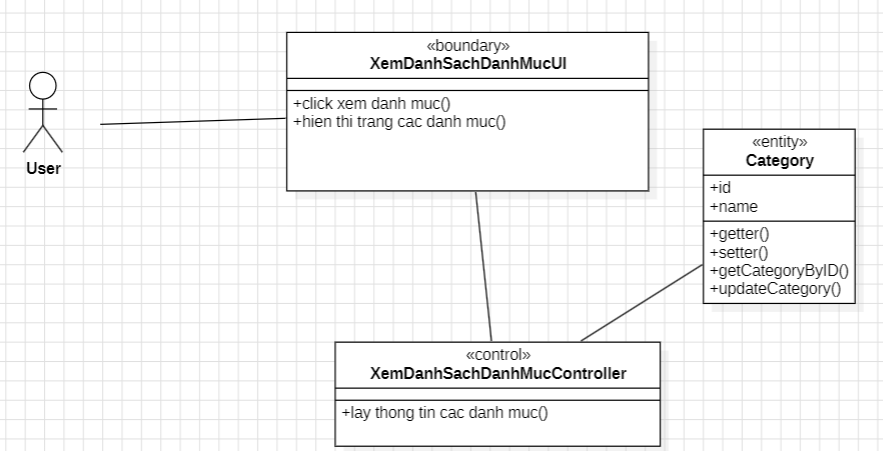 «boundary»
XemDanhSachDanhMucUI
+click xem danh muc()
+hien thi trang cac danh muc()
User
«entity»
Category
+id
+name
+getter()
+setter()
+getCategoryByID()
+updateCategory()
«control»
XemDanhSachDanhMucController
+lay thong tin cac danh muc()